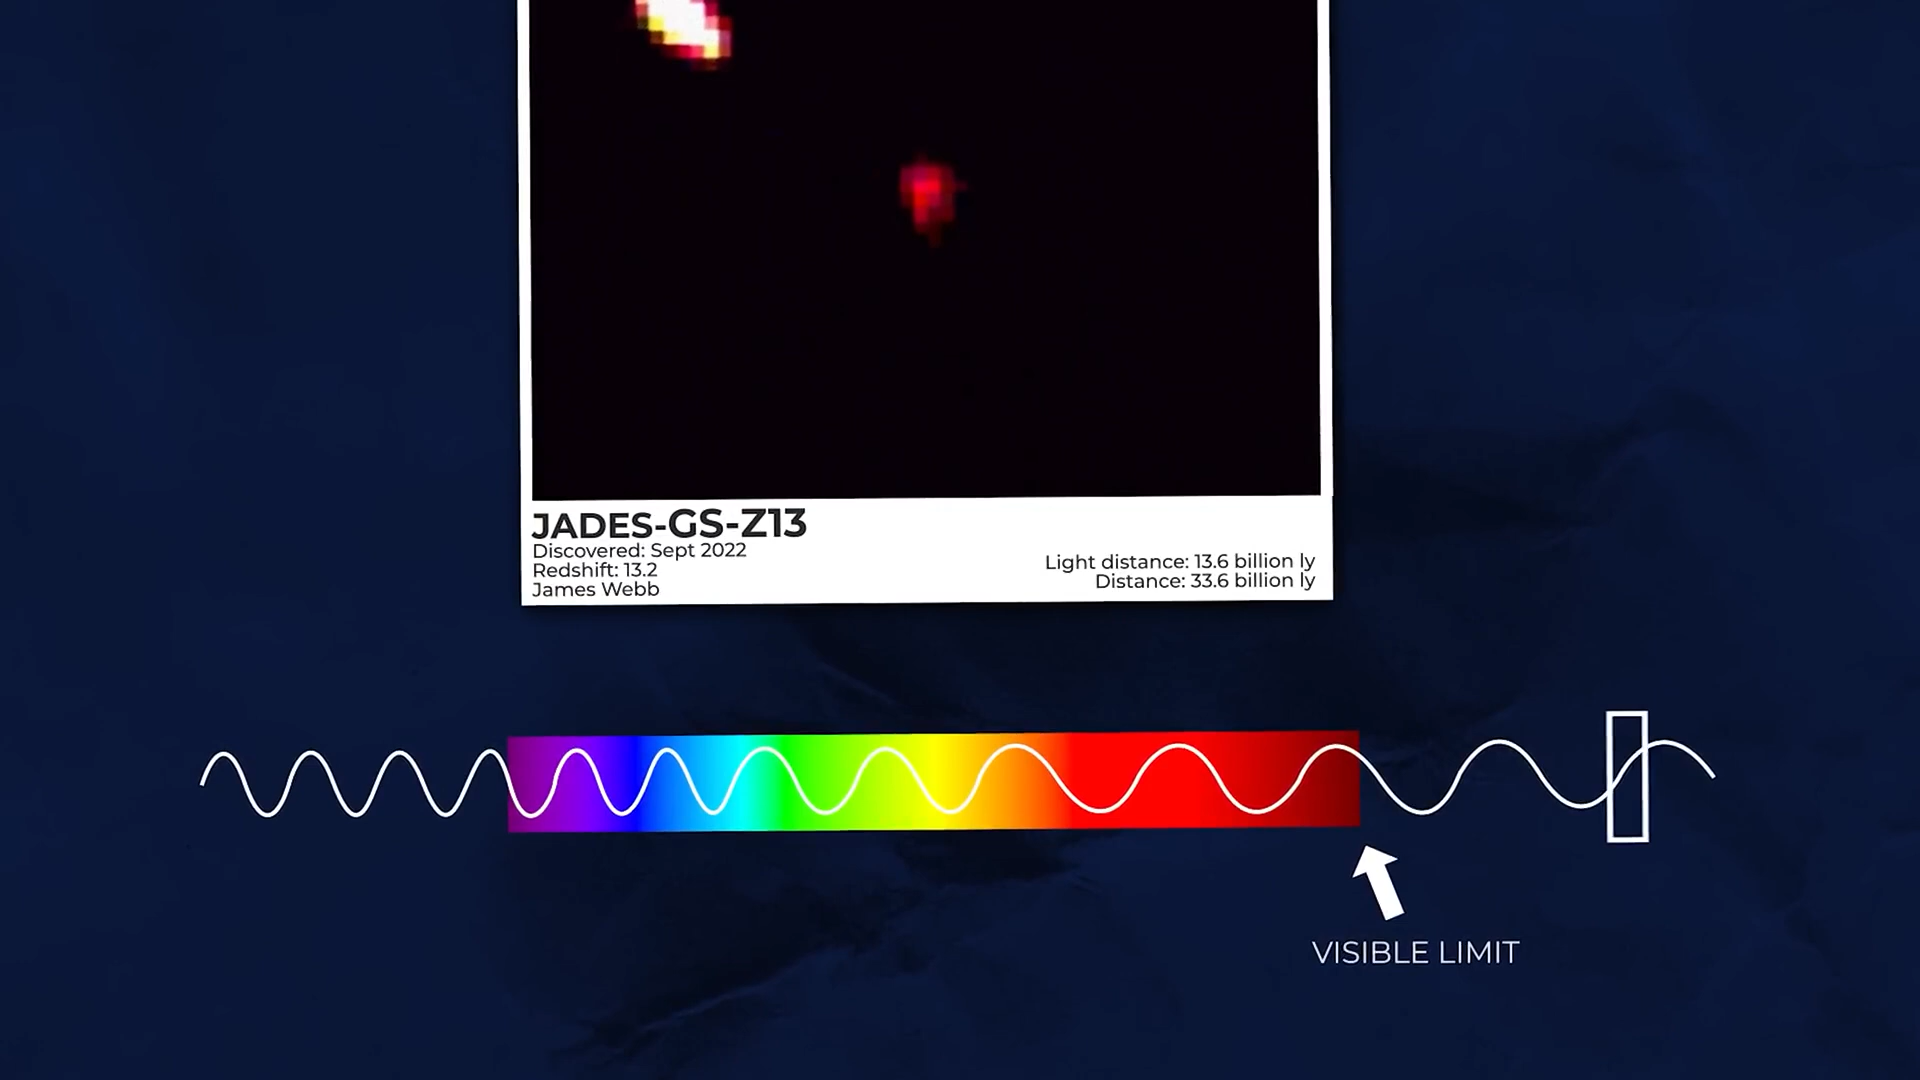 JADES-GS-Z13
Discovered: Sept 2022
Redshift: 13.2
James Webb
Light distance: 13.6 billion ly
Distance: 33.6 billion ly
VISIBLE LIMIT